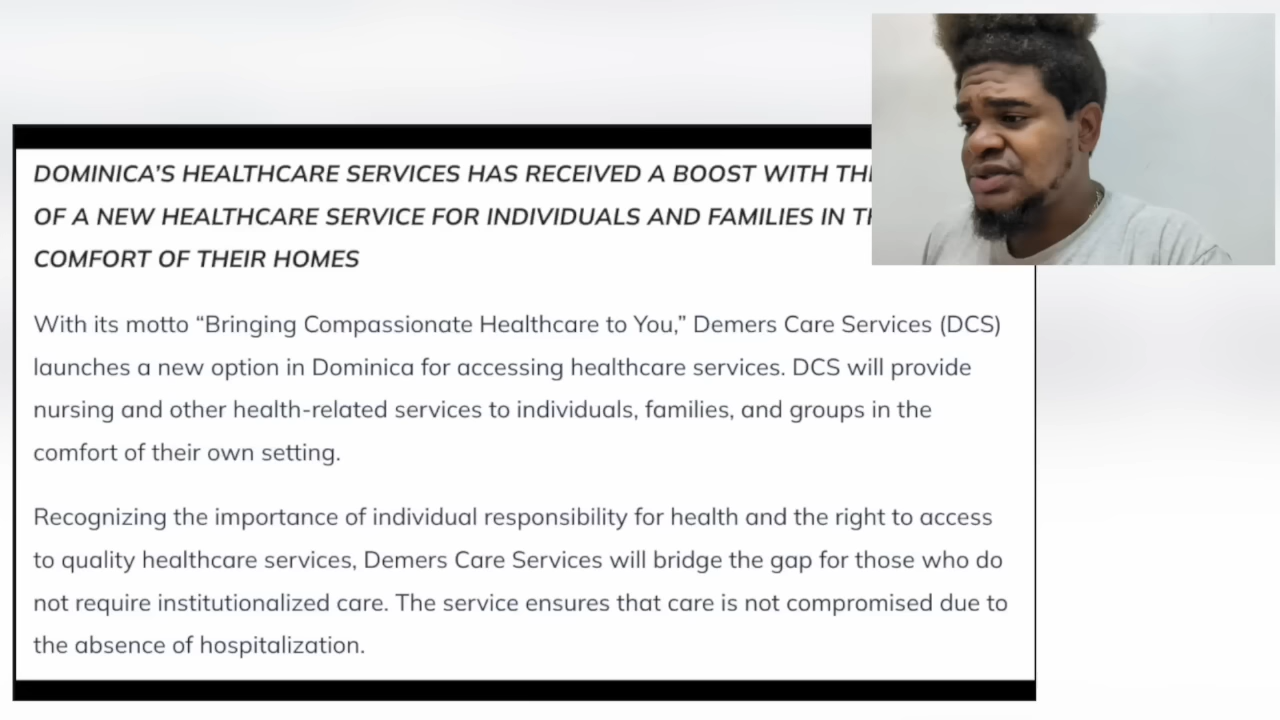 DOMINICA'S HEALTHCARE SERVICES HAS RECEIVED A BOOST WITH
OF A NEW HEALTHCARE SERVICE FOR INDIVIDUALS AND FAMILIES IN
COMFORT OF THEIR HOMES
With its motto “Bringing Compassionate Healthcare to You,” Demers Care Services (DCS)
launches a new option in Dominica for accessing healthcare services. DCS will provide
nursing and other health-related services to individuals, families, and groups in the
comfort of their own setting.
Recognizing the importance of individual responsibility for health and the right to access
to quality healthcare services, Demers Care Services will bridge the gap for those who do
not require institutionalized care. The service ensures that care is not compromised due to
the absence of hospitalization.